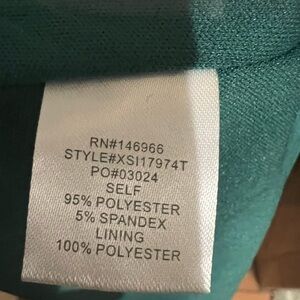 RN#146966
STYLE#XSI17974T
PO#03024
SELF
95% POLYESTER
5% SPANDEX
LINING
100% POLYESTER